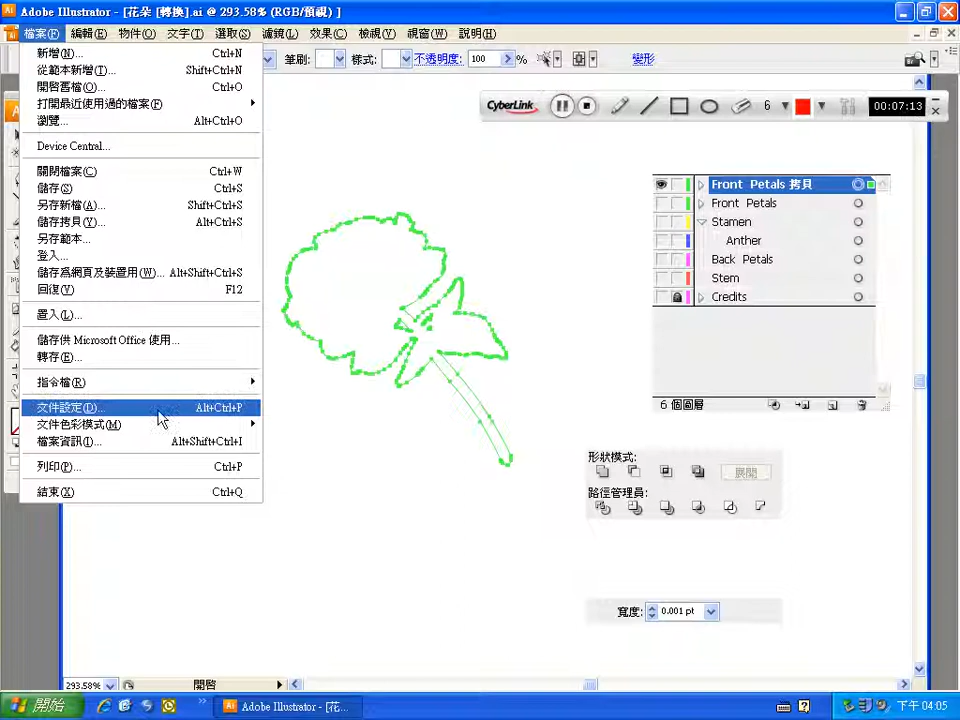 Adobe Illustrator - [花朵 [轉換].ai @ 293.58% (RGB/預視) ]
檔案(F) 編輯(E) 物件(O) 文字(T) 選取(S) 濾鏡(L) 效果(C) 檢視(V) 視窗(W) 說明(H)
筆刷: 樣式: 不透明度: 100 % 變形
新增(N)... Ctrl+N
從範本新增(T)... Shift+Ctrl+N
開啓舊檔(O)... Ctrl+O
打開最近使用過的檔案(F)
瀏覽... Alt+Ctrl+O
Device Central...
關閉檔案(C) Ctrl+W
儲存(S) Ctrl+S
另存新檔(A)... Shift+Ctrl+S
儲存拷貝(Y)... Alt+Ctrl+S
另存範本...
登入...
儲存爲網頁及裝置用(W)... Alt+Shift+Ctrl+S
回復(V) F12
置入(L)...
儲存供 Microsoft Office 使用...
轉存(E)...
指令檔(R)
文件設定(D)... Alt+Ctrl+P
文件色彩模式(M)
檔案資訊(I)... Alt+Shift+Ctrl+I
列印(P)... Ctrl+P
結束(X) Ctrl+Q
CyberLink 6 00:07:13
Front Petals 拷貝
Front Petals
Stamen
Anther
Back Petals
Stem
Credits
6 個圖層
形狀模式:
展開
路徑管理員:
寬度: 0.001 pt
293.58% 開啓
開始 Adobe Illustrator - [花... 下午 04:05